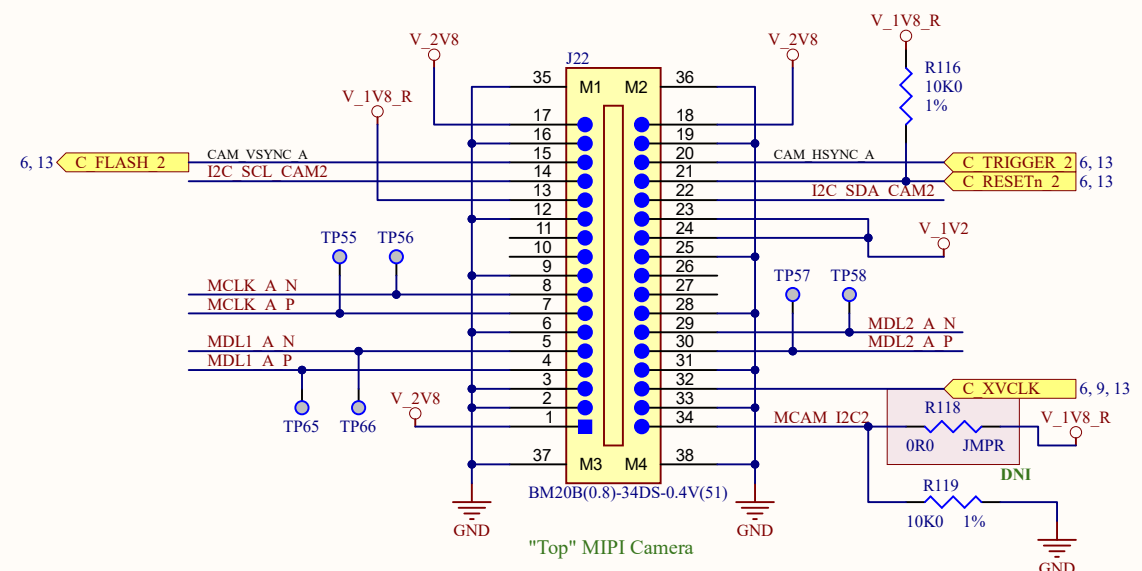 V_1V8_R
V_2V8
V_2V8
J22
R116
10K0
1%
35
M1
M2
36
V_1V8_R
17
18
16
19
6, 13
C_FLASH_2
CAM_VSYNC_A
15
20
CAM_HSYNC_A
C_TRIGGER_2
6, 13
I2C_SCL_CAM2
14
21
C_RESETn_2
6, 13
13
22
I2C_SDA_CAM2
12
23
V_1V2
TP55
TP56
11
24
10
25
9
26
TP57
TP58
MCLK_A_N
8
27
MCLK_A_P
7
28
6
29
MDL2_A_N
MDL1_A_N
5
30
MDL2_A_P
MDL1_A_P
4
31
3
32
C_XVCLK
6, 9, 13
TP65
TP66
V_2V8
2
33
R118
V_1V8_R
1
34
MCAM_I2C2
0R0
JMPR
37
M3
M4
38
DNI
BM20B(0.8)-34DS-0.4V(51)
R119
10K0
1%
GND
GND
"Top" MIPI Camera
GND